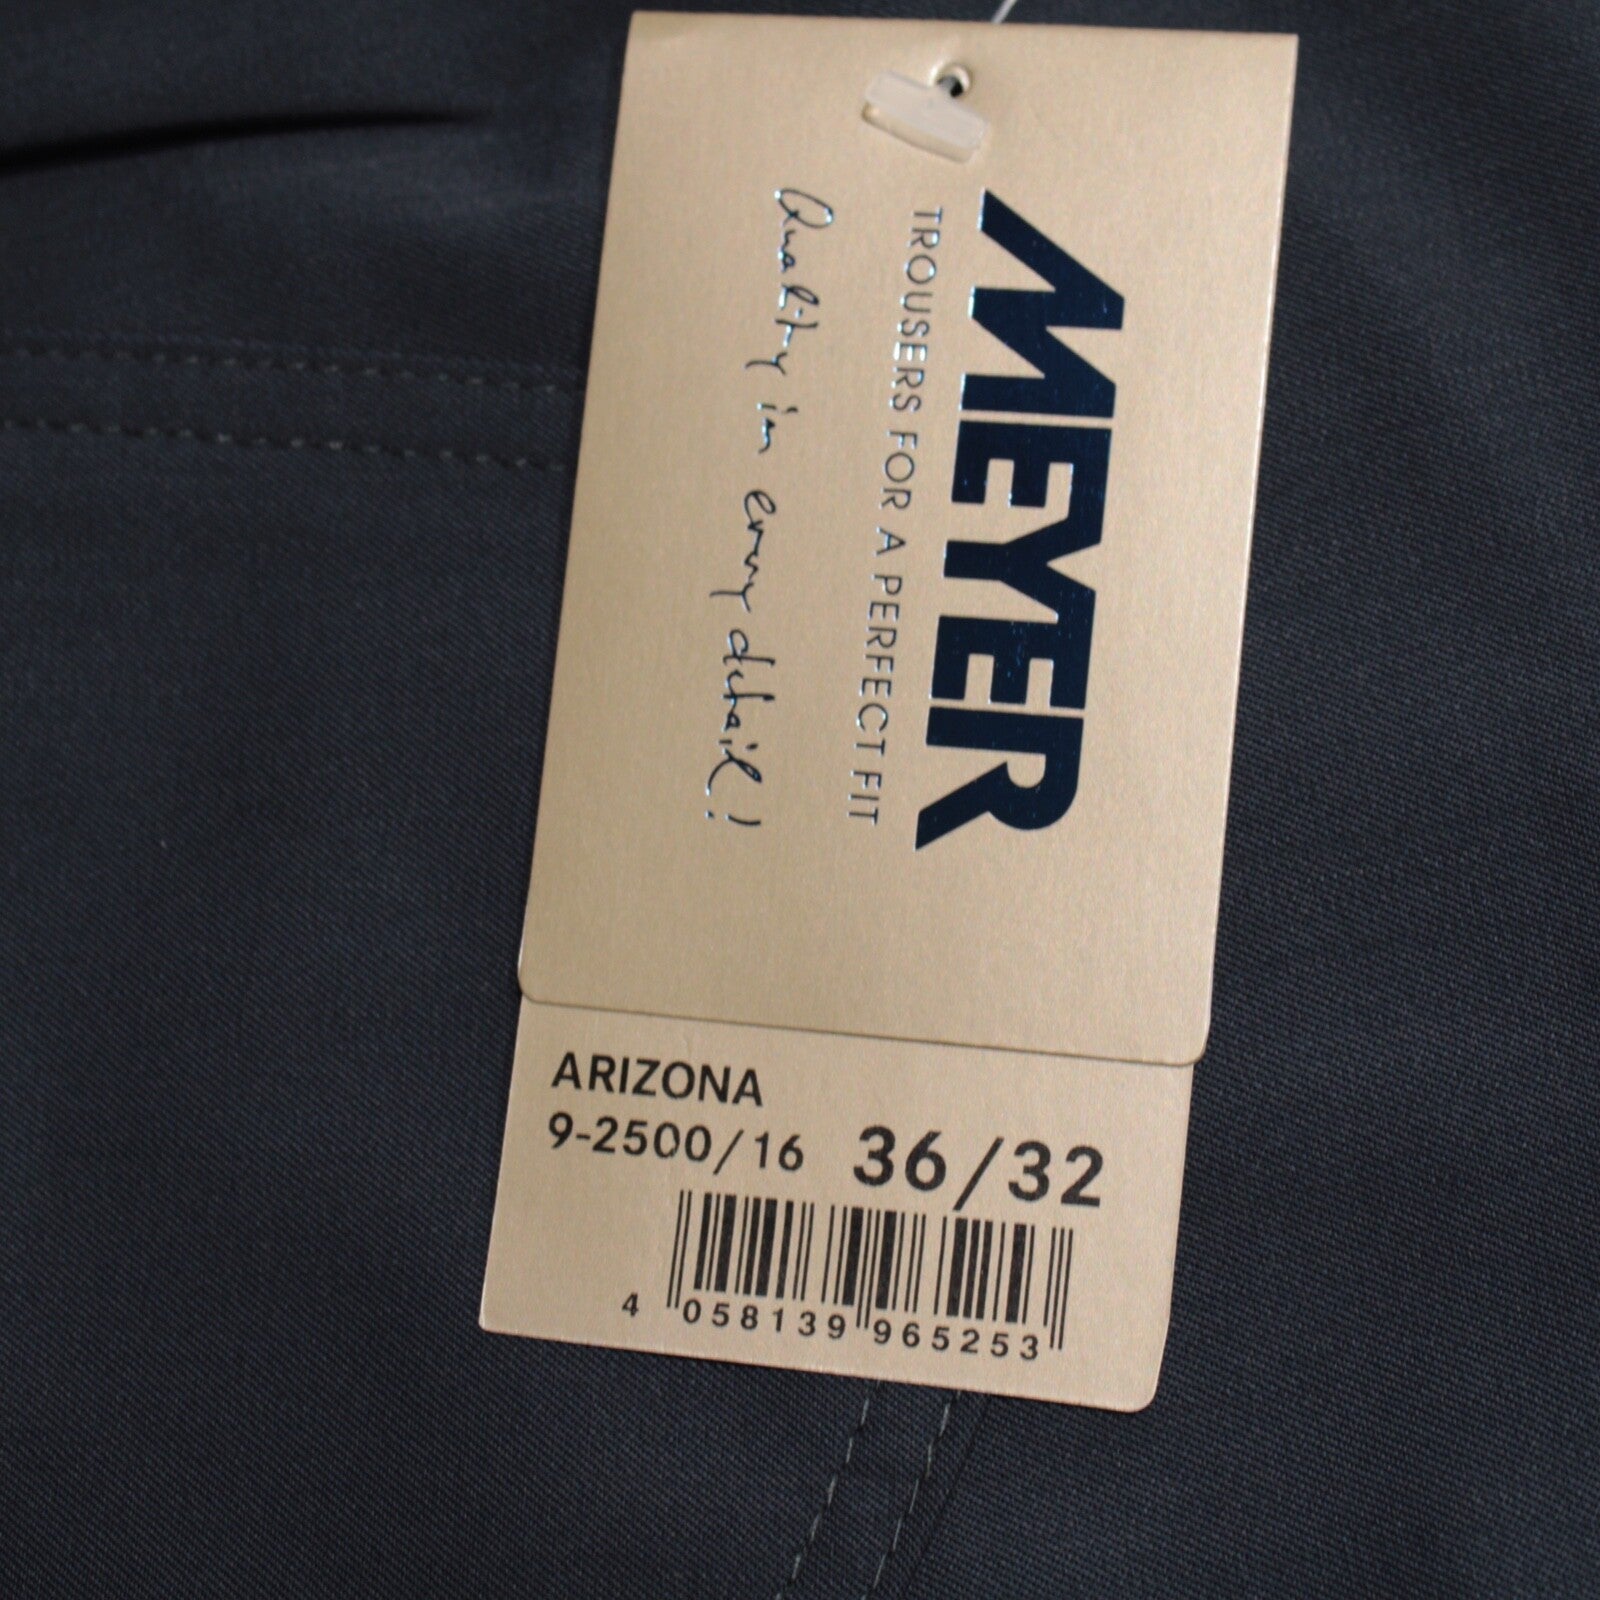 MEYER
TROUSERS FOR A PERFECT FIT
Quality in every detail!
ARIZONA
9-2500/16 36/32
4 058139 965253